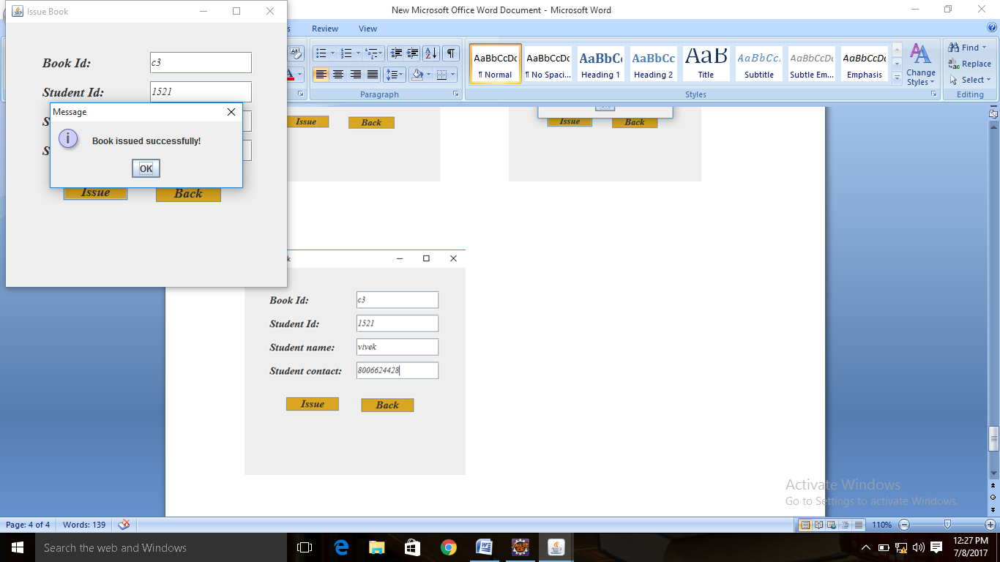 Issue Book
New Microsoft Office Word Document - Microsoft Word
Review View
Book Id: c3
Student Id: 1521
Message
Book issued successfully!
OK
Issue Back
AaBbCcDc AaBbCcDc AaBbC AaBbCc AaB AaBbCc. AaBbCcDc AaBbCcDc
¶ Normal ¶ No Spaci... Heading 1 Heading 2 Title Subtitle Subtle Em... Emphasis
Change
Styles
Find
Replace
Select
Paragraph Styles Editing
Issue Back
Issue Back
Book Id: c3
Student Id: 1521
Student name: vivek
Student contact: 8006624428
Issue Back
Activate Windows
Go to Settings to activate Windows.
Page: 4 of 4 Words: 139 110%
Search the web and Windows
12:27 PM
7/8/2017